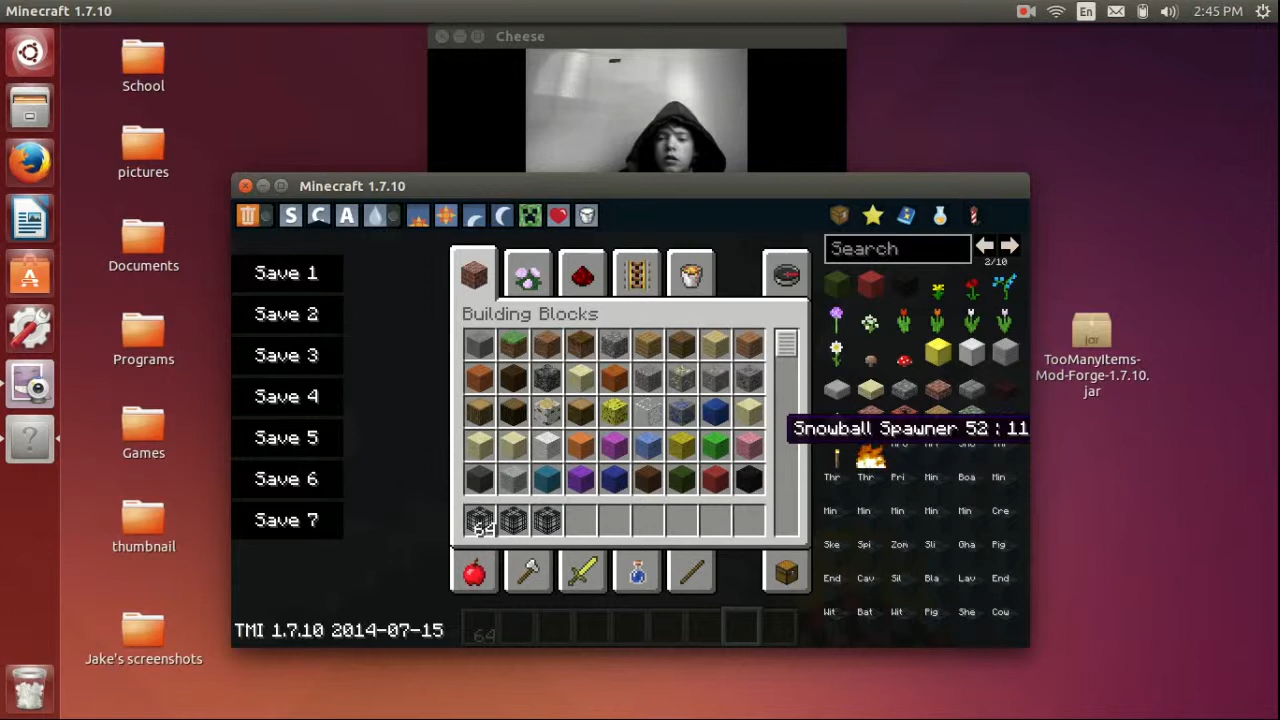 Minecraft 1.7.10
En
2:45 PM
School
pictures
Documents
Programs
Games
thumbnail
Jake's screenshots
Cheese
Minecraft 1.7.10
S
C
A
Save 1
Save 2
Save 3
Save 4
Save 5
Save 6
Save 7
TMI 1.7.10 2014-07-15
Building Blocks
64
64
Search
2/10
Snowball Spawner 52:11
Thr Thr Fri Min Boa Min
Min Min Min Min Min Cre
Ske Spi Zom Sli Gha Pig
End Cav Sil Bla Lav End
Wit Bat Wit Pig She Cow
jar
TooManyItems-
Mod-Forge-1.7.10.
jar